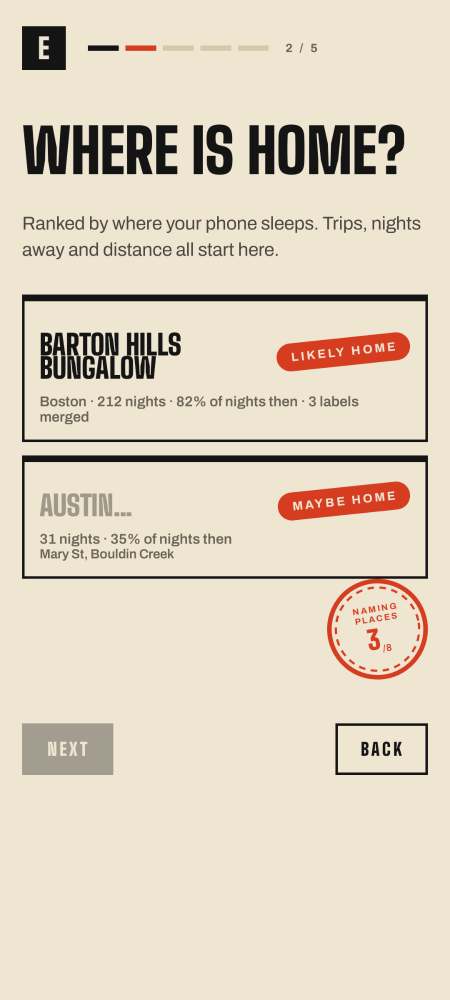 E
2 / 5
WHERE IS HOME?
Ranked by where your phone sleeps. Trips, nights
away and distance all start here.
BARTON HILLS
BUNGALOW
LIKELY HOME
Boston · 212 nights · 82% of nights then · 3 labels
merged
AUSTIN...
MAYBE HOME
31 nights · 35% of nights then
Mary St, Bouldin Creek
NAMING
PLACES
3/8
NEXT
BACK